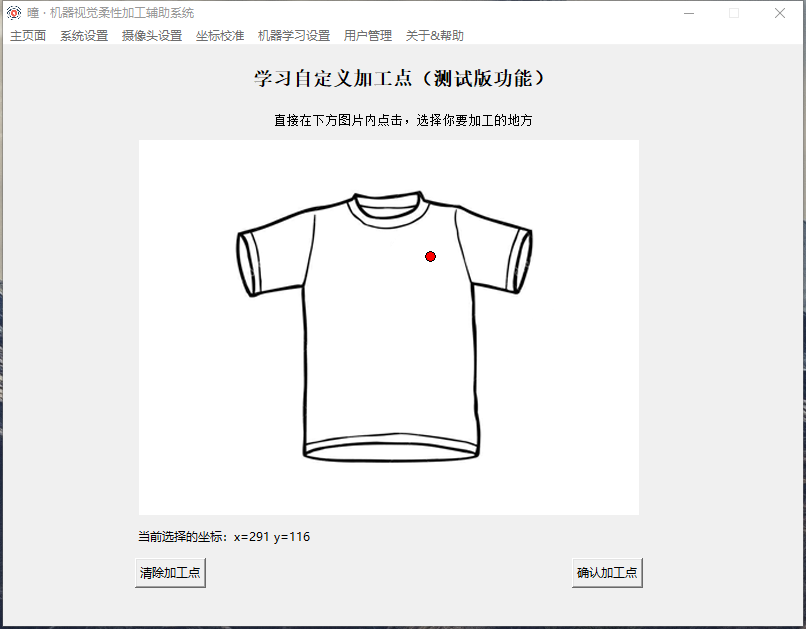 瞳 · 机器视觉柔性加工辅助系统
主页面 系统设置 摄像头设置 坐标校准 机器学习设置 用户管理 关于&帮助
学习自定义加工点（测试版功能）
直接在下方图片内点击，选择你要加工的地方
当前选择的坐标：x=291 y=116
清除加工点 确认加工点